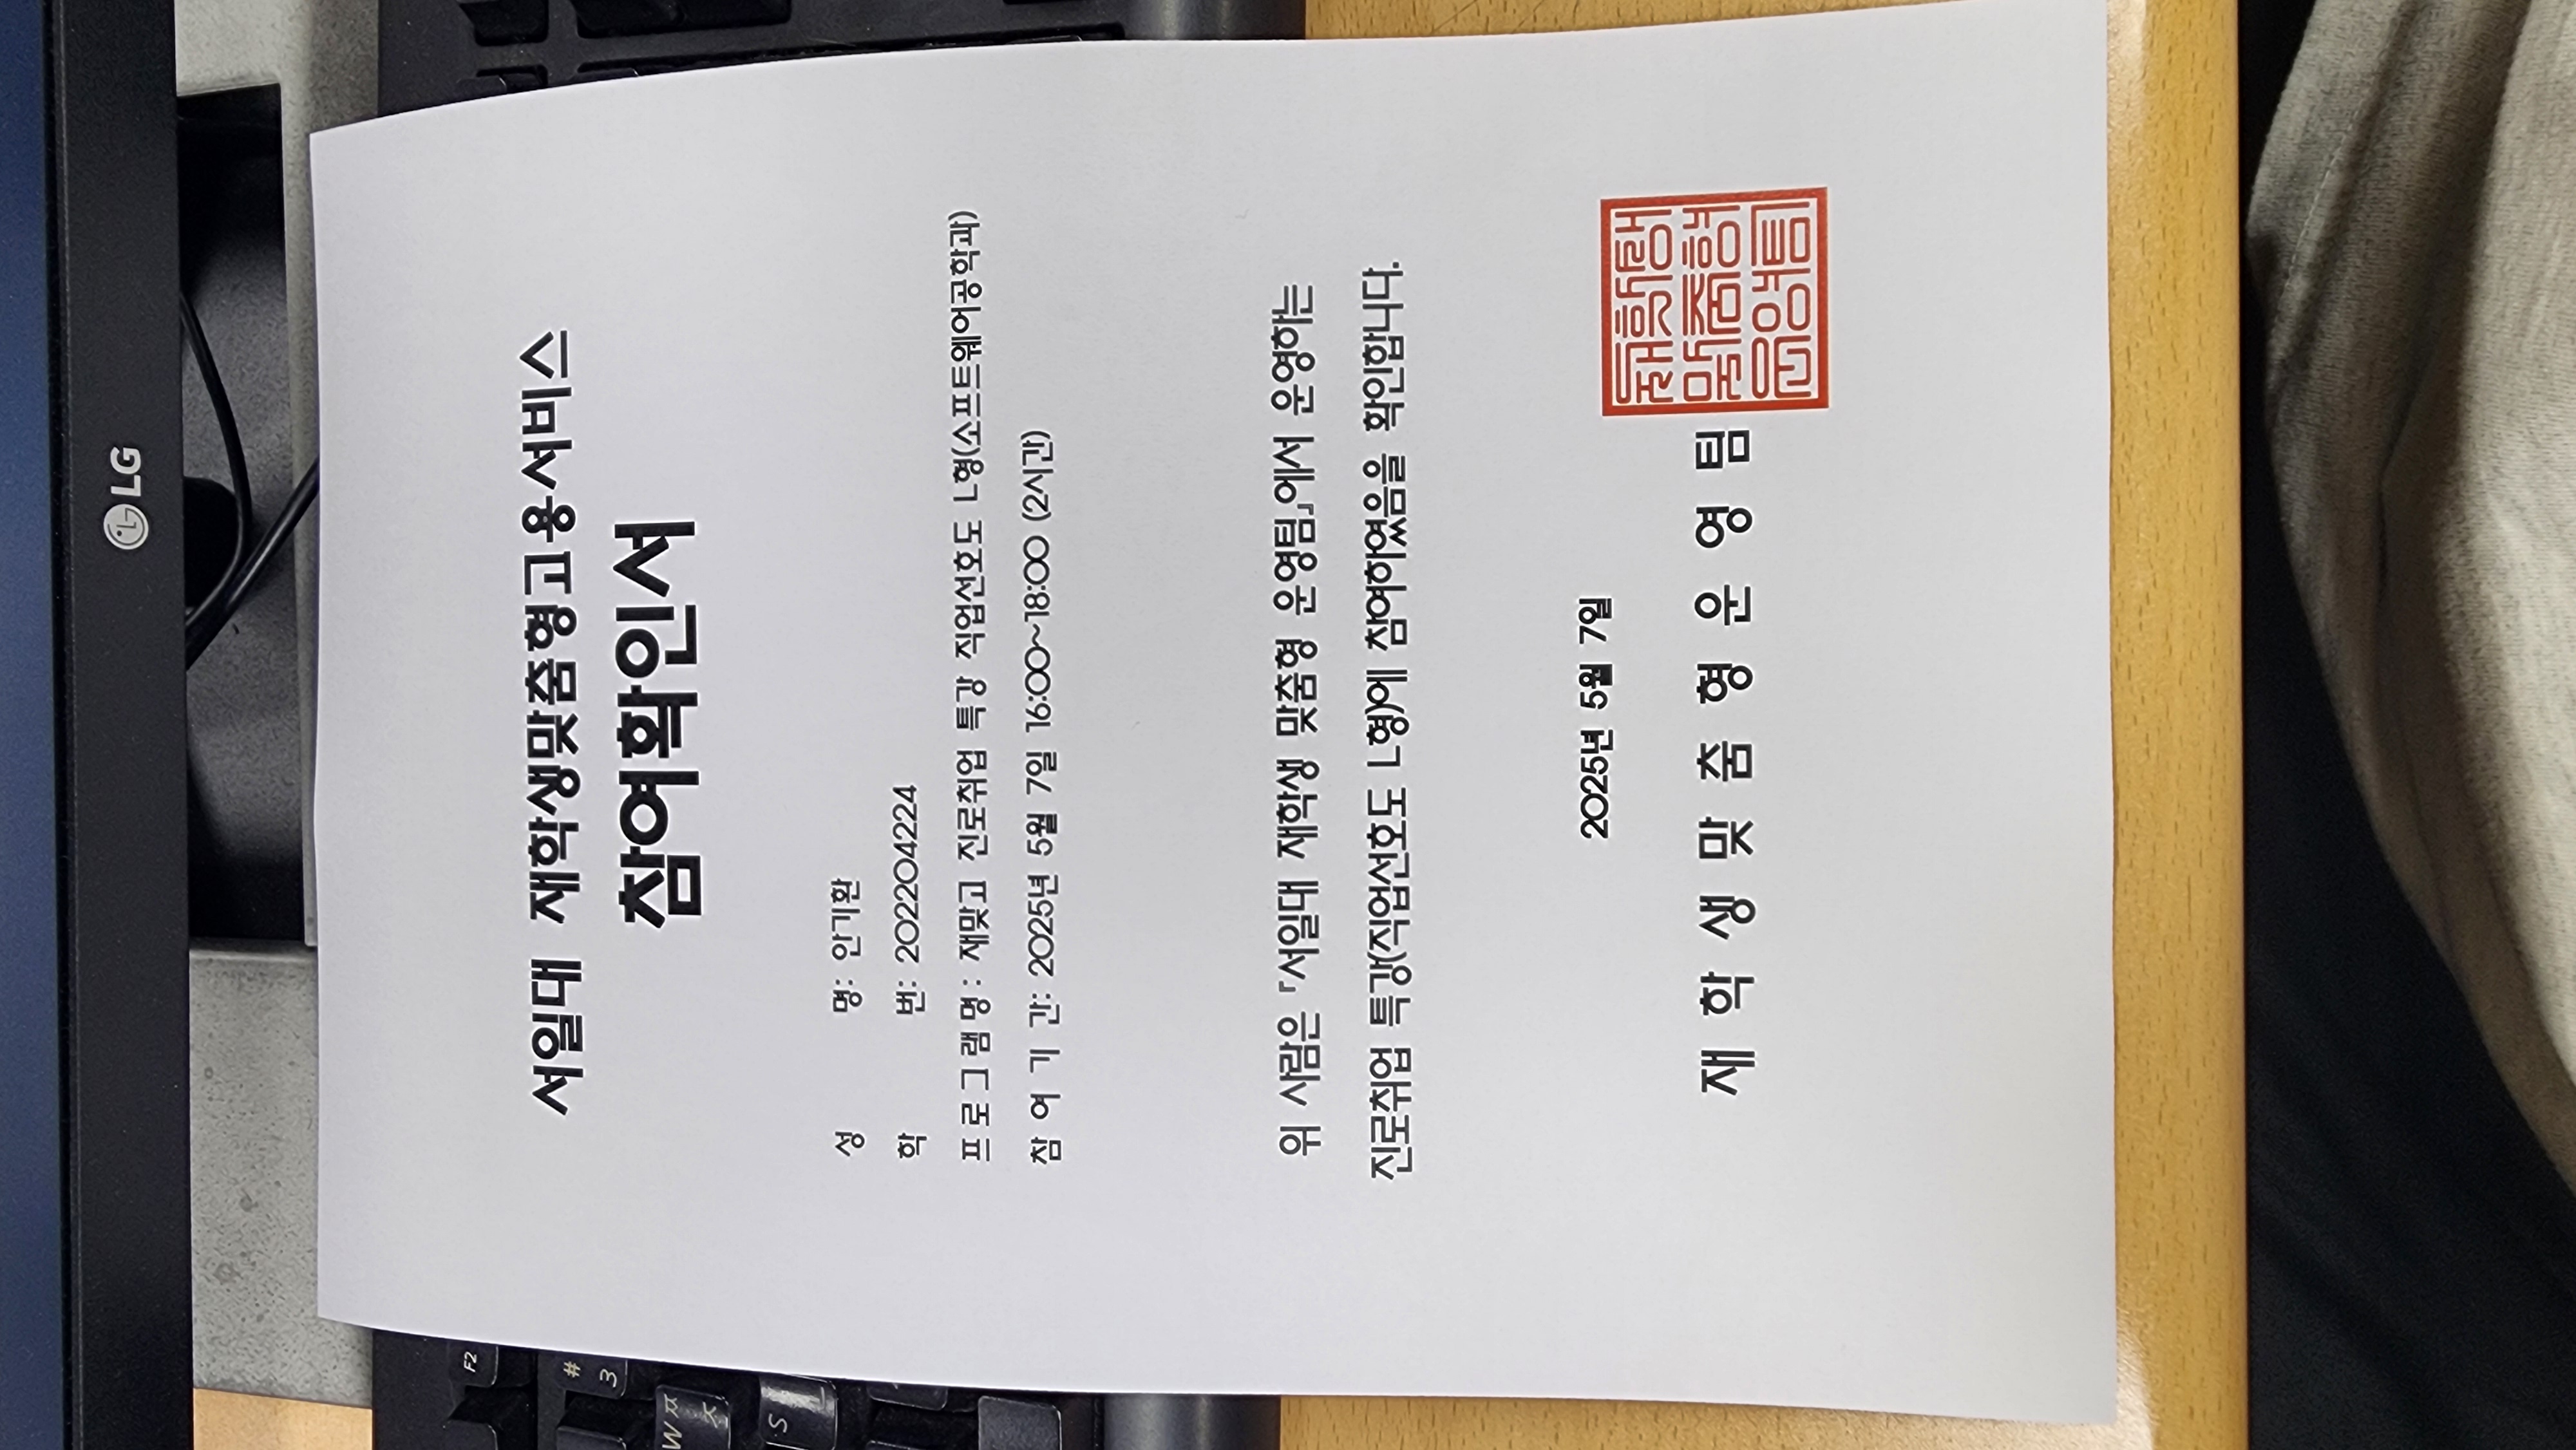 LG
F2
#
3
W ㅉ
ㅈ
S
서일대 재학생맞춤형고용서비스
참여확인서
성 명: 안기환
학 번: 202204224
프로그램명: 재맞고 진로취업 특강 직업선호도 L형(소프트웨어공학과)
참여기간: 2025년 5월 7일 16:00~18:00 (2시간)
위 사람은 『서일대 재학생 맞춤형 운영팀』에서 운영하는
진로취업 특강(직업선호도 L형)에 참여하였음을 확인합니다.
2025년 5월 7일
재학생맞춤형운영팀
재학생
맞춤형
운영팀